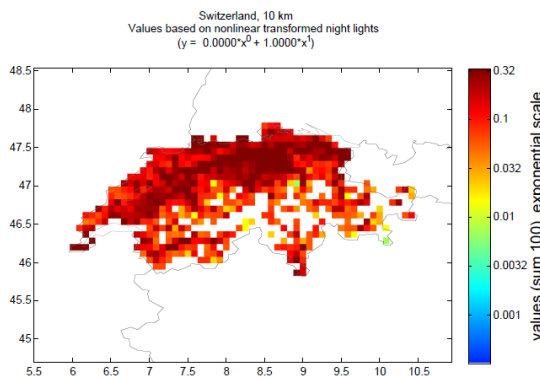 Switzerland, 10 km
Values based on nonlinear transformed night lights
(y = 0.0000*x^0 + 1.0000*x^1)
48.5
48
47.5
47
46.5
46
45.5
45
5.5 6 6.5 7 7.5 8 8.5 9 9.5 10 10.5
0.32
0.1
0.032
0.01
0.0032
0.001
values (sum 100) exponential scale